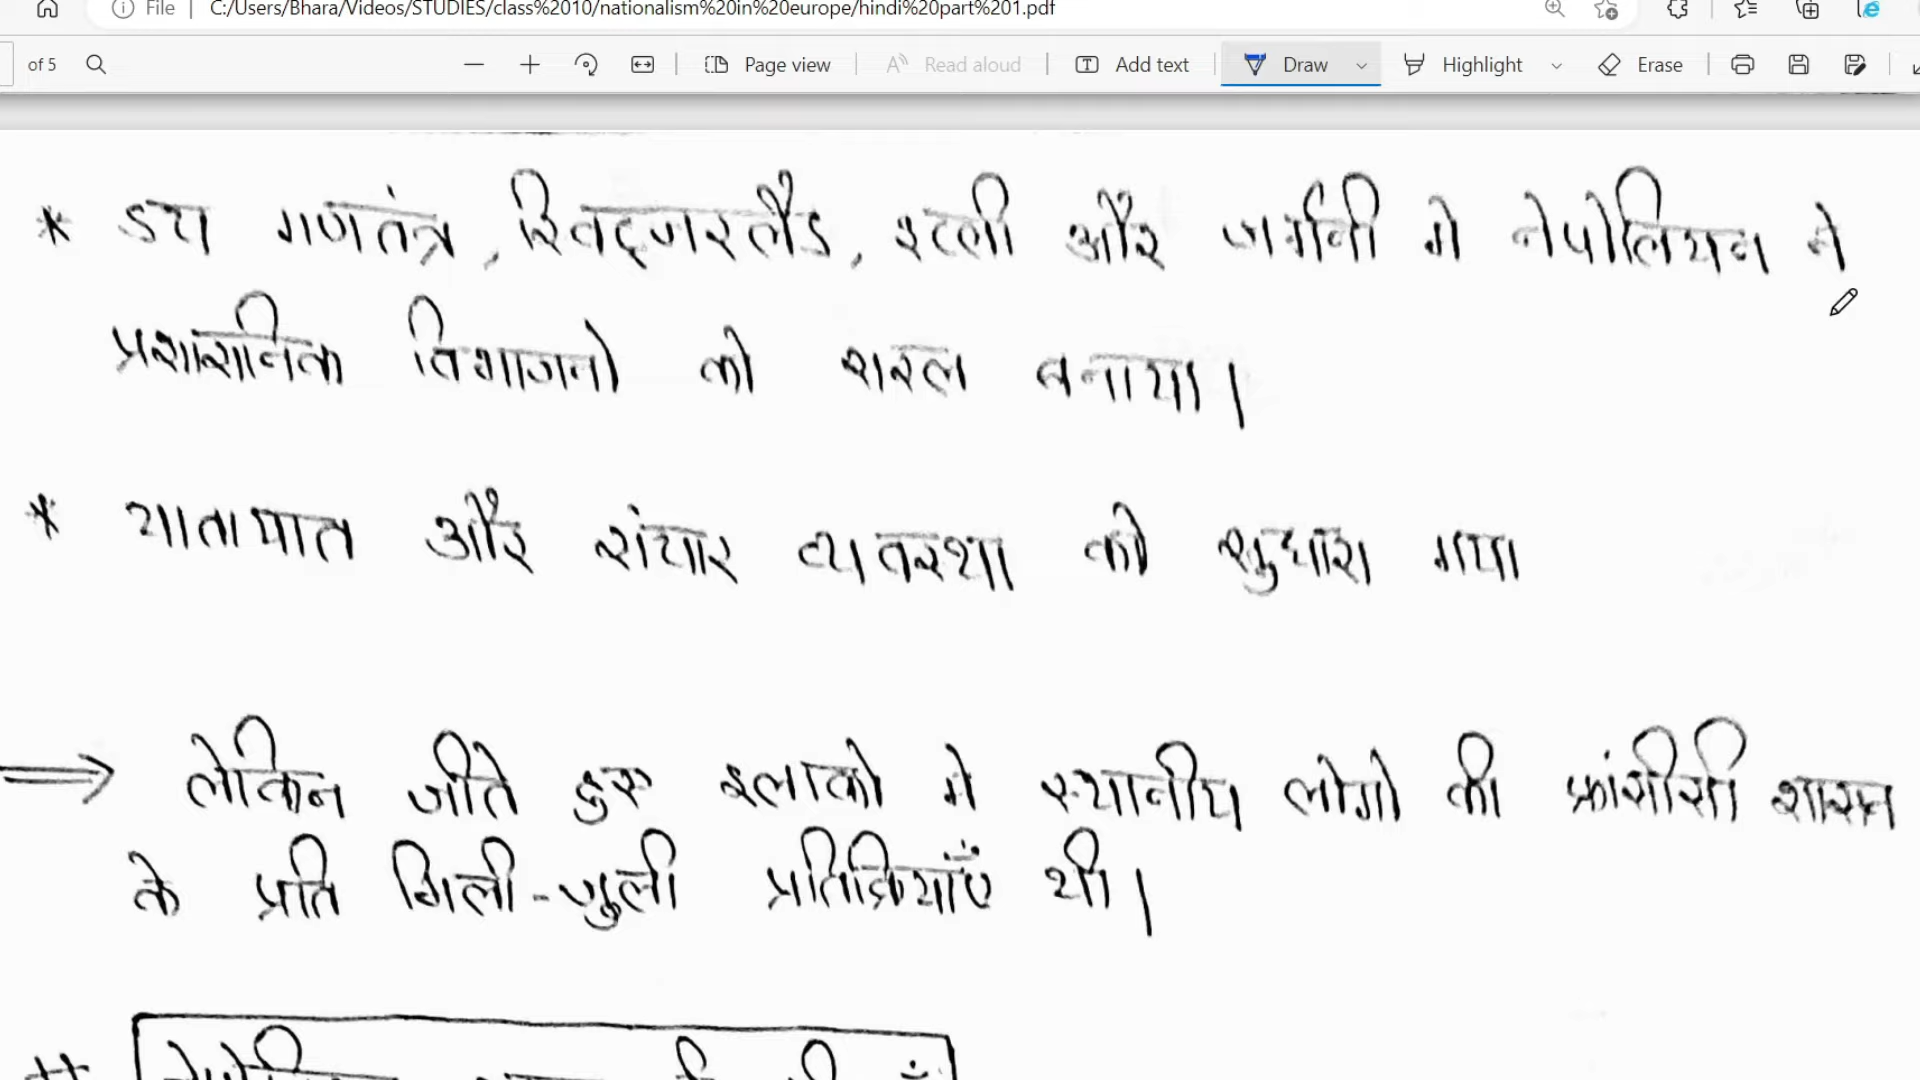 File C:/Users/Bhara/Videos/STUDIES/class%2010/nationalism%20in%20europe/hindi%20part%201.pdf
of 5 Page view Read aloud Add text Draw Highlight Erase
* डच गणतंत्र, स्विट्जरलैंड, इटली और जर्मनी मे नेपोलियन ने
प्रशासनिक विभाजनो को सरल बनाया।
* यातायात और संचार व्यवस्था को सुधारा गया
⇒ लेकिन जीते हुए इलाको मे स्थानीय लोगो की फ्रांसीसी शासन
के प्रति मिली-जुली प्रतिक्रियाएँ थी।